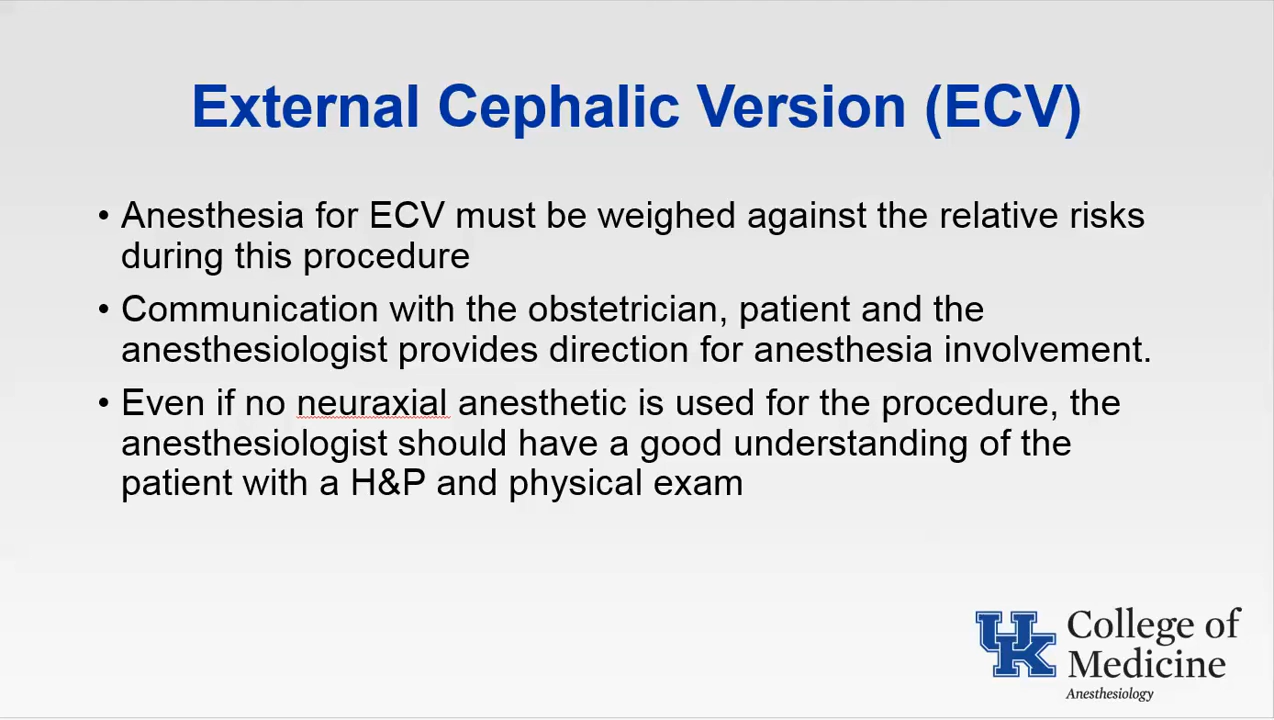 External Cephalic Version (ECV)
• Anesthesia for ECV must be weighed against the relative risks
during this procedure
• Communication with the obstetrician, patient and the
anesthesiologist provides direction for anesthesia involvement.
• Even if no neuraxial anesthetic is used for the procedure, the
anesthesiologist should have a good understanding of the
patient with a H&P and physical exam
UK College of
Medicine
Anesthesiology